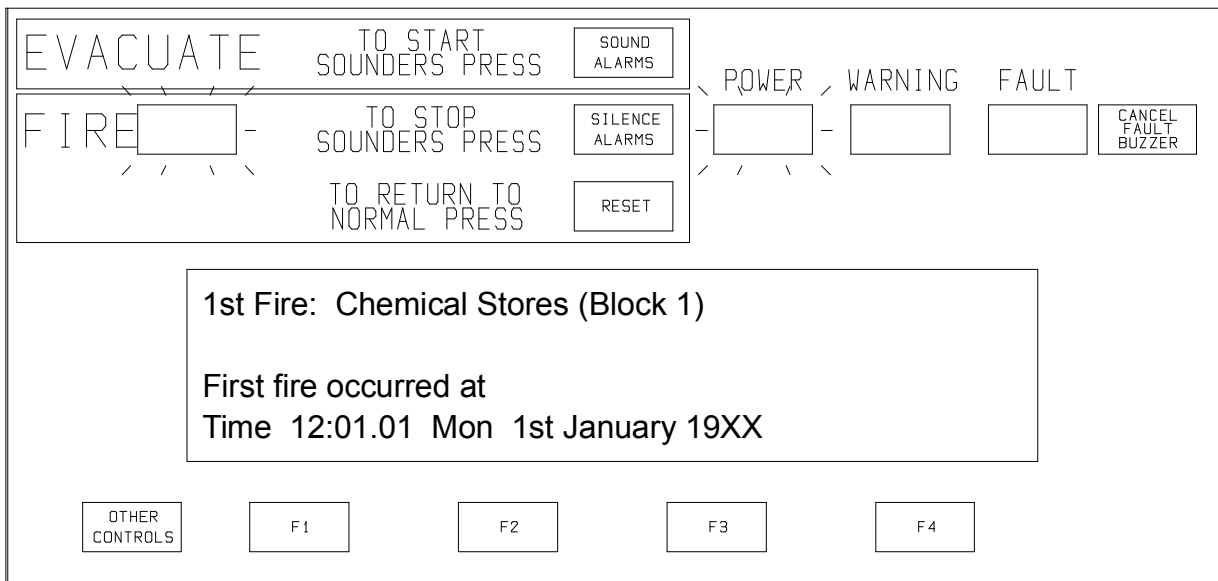 EVACUATE
TO START
SOUNDERS PRESS
SOUND
ALARMS
FIRE
TO STOP
SOUNDERS PRESS
SILENCE
ALARMS
TO RETURN TO
NORMAL PRESS
RESET
POWER
WARNING
FAULT
CANCEL
FAULT
BUZZER
1st Fire: Chemical Stores (Block 1)
First fire occurred at
Time 12:01.01 Mon 1st January 19XX
OTHER
CONTROLS
F1
F2
F3
F4